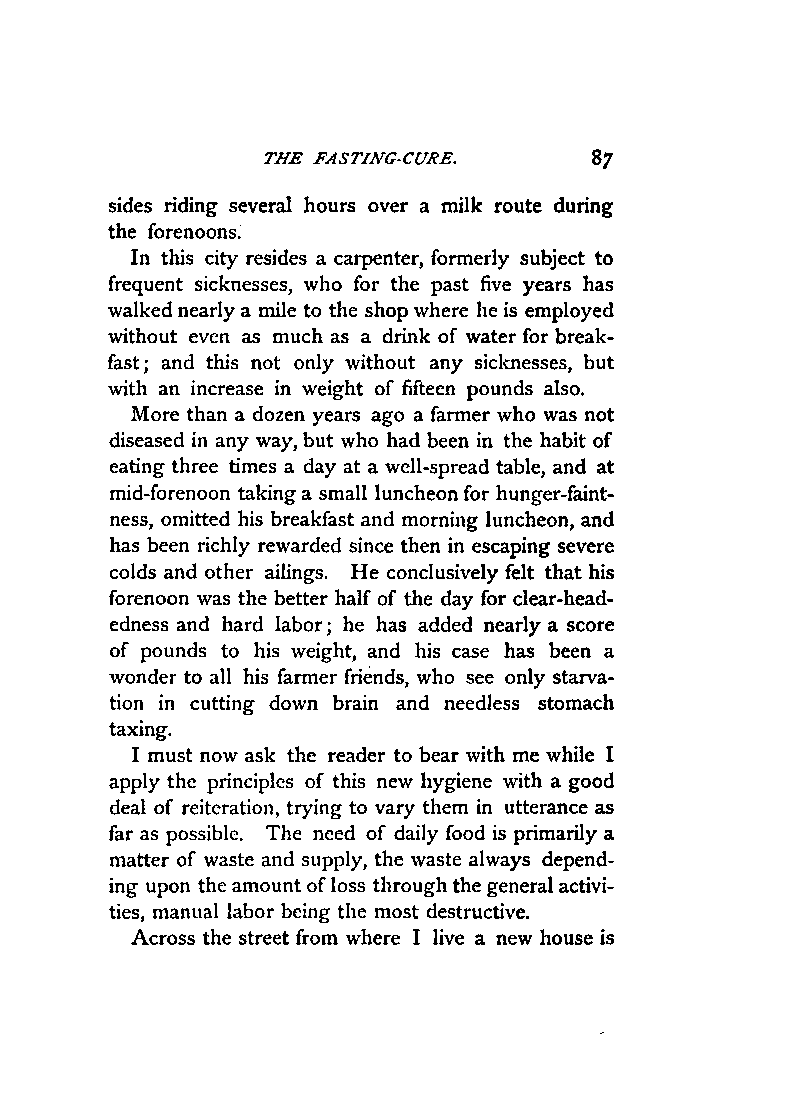 THE FASTING-CURE. 87
sides riding several hours over a milk route during
the forenoons.
In this city resides a carpenter, formerly subject to
frequent sicknesses, who for the past five years has
walked nearly a mile to the shop where he is employed
without even as much as a drink of water for break-
fast; and this not only without any sicknesses, but
with an increase in weight of fifteen pounds also.
More than a dozen years ago a farmer who was not
diseased in any way, but who had been in the habit of
eating three times a day at a well-spread table, and at
mid-forenoon taking a small luncheon for hunger-faint-
ness, omitted his breakfast and morning luncheon, and
has been richly rewarded since then in escaping severe
colds and other ailings. He conclusively felt that his
forenoon was the better half of the day for clear-head-
edness and hard labor; he has added nearly a score
of pounds to his weight, and his case has been a
wonder to all his farmer friends, who see only starva-
tion in cutting down brain and needless stomach
taxing.
I must now ask the reader to bear with me while I
apply the principles of this new hygiene with a good
deal of reiteration, trying to vary them in utterance as
far as possible. The need of daily food is primarily a
matter of waste and supply, the waste always depend-
ing upon the amount of loss through the general activi-
ties, manual labor being the most destructive.
Across the street from where I live a new house is